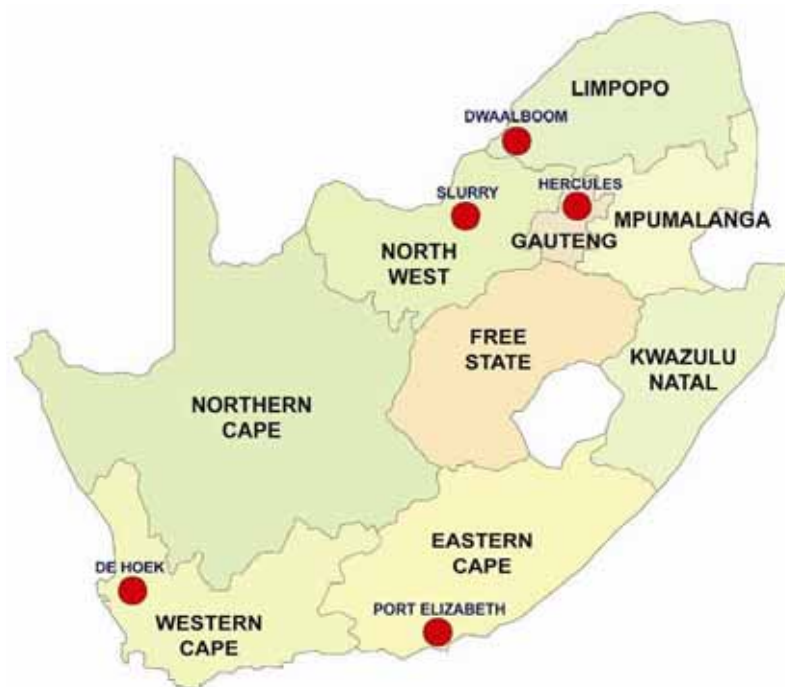 LIMPOPO
DWAALBOOM
SLURRY
HERCULES
MPUMALANGA
GAUTENG
NORTH
WEST
FREE
STATE
KWAZULU
NATAL
NORTHERN
CAPE
EASTERN
CAPE
DE HOEK
PORT ELIZABETH
WESTERN
CAPE